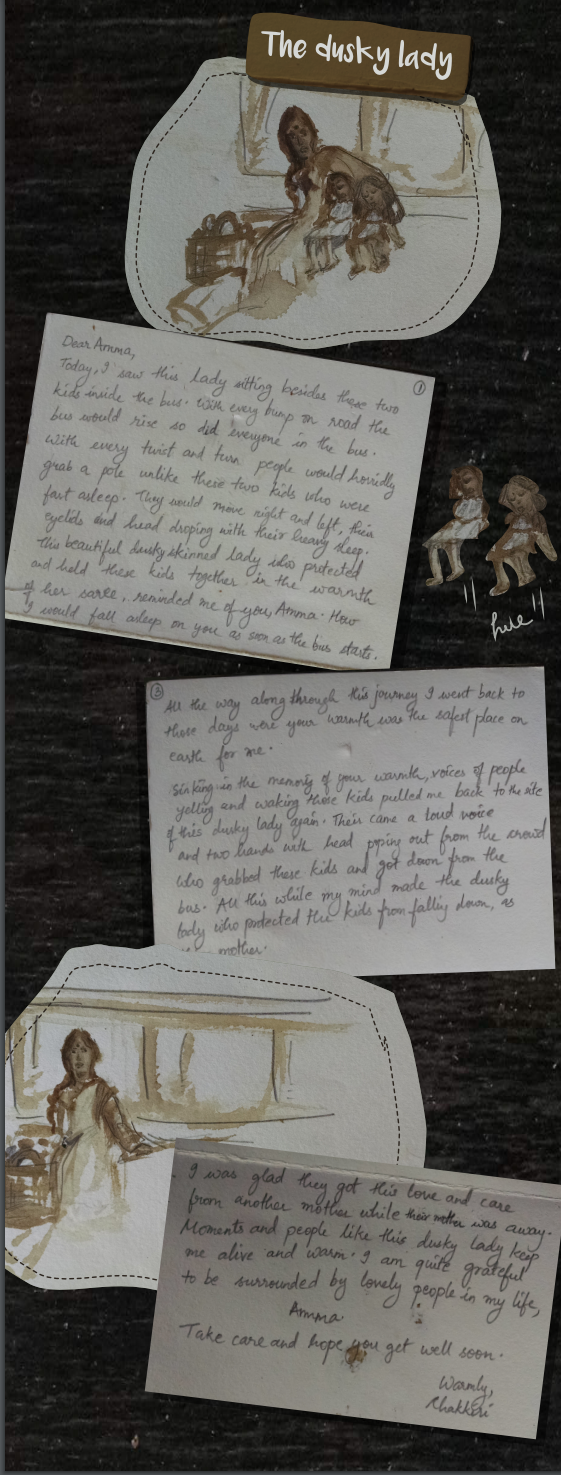 The dusky lady
Dear Amma,
①
Today, I saw this lady sitting besides these two
kids inside the bus. With every bump on road the
bus would rise so did everyone in the bus.
With every twist and turn people would horridly
grab a pole unlike these two kids who were
fast asleep. They would move right and left, their
eyelids and head droping with their heavy sleep.
This beautiful dusky skinned lady who protected
and held these kids together in the warmth
of her saree, reminded me of you, Amma. How
I would fall asleep on you as soon as the bus starts.
here
③
All the way along through this journey I went back to
those days were your warmth was the safest place on
earth for me.
Sinking in the memory of your warmth, voices of people
yelling and waking those kids pulled me back to the site
of this dusky lady again. Their came a loud voice
and two hands with head poping out from the crowd
who grabbed these kids and got down from the
bus. All this while my mind made the dusky
lady who protected the kids from falling down, as
mother.
I was glad they got this love and care
from another mother while their mother was away.
Moments and people like this dusky lady keep
me alive and warm. I am quite grateful
to be surrounded by lovely people in my life,
Amma.
Take care and hope you get well soon.
Warmly,